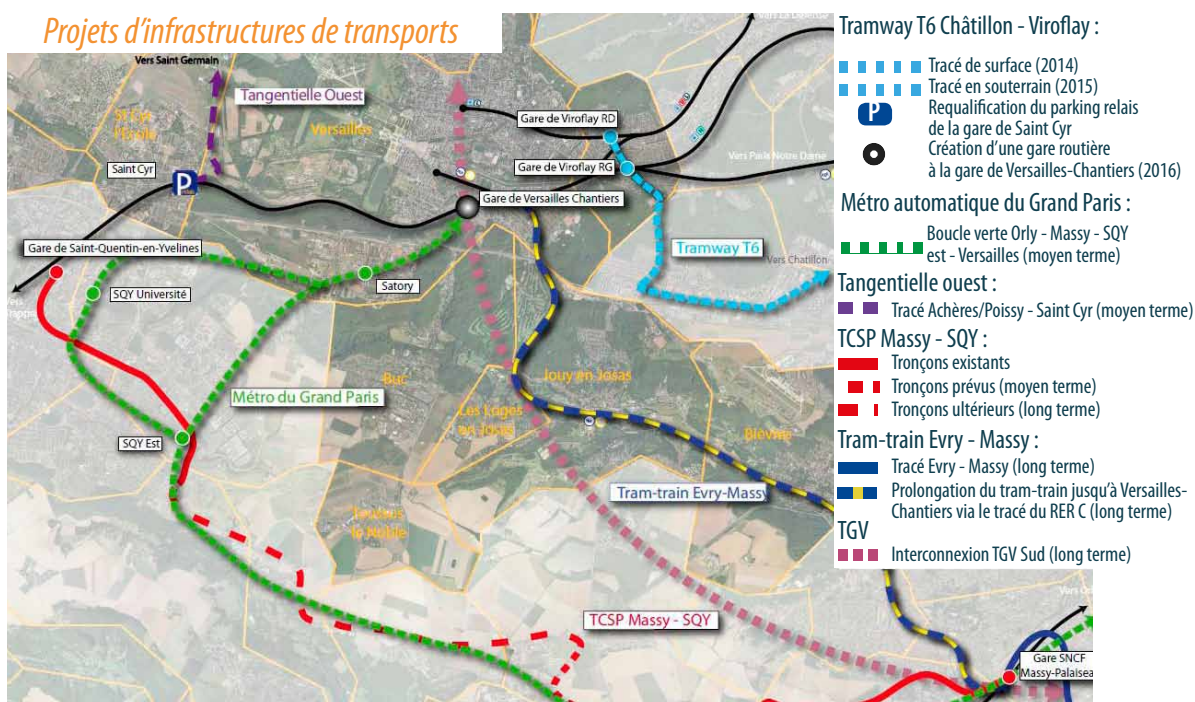 Projets d'infrastructures de transports
Vers Saint Germain
Tangentielle Ouest
St Cyr
l'Ecole
Versailles
Saint Cyr
P
Gare de Viroflay RD
Gare de Viroflay RG
Vers Paris Notre Dame
Gare de Versailles Chantiers
Gare de Saint-Quentin-en-Yvelines
Tramway T6
Vers Chatillon
SQY Université
Satory
Vers
Buc
Jouy en Josas
Métro du Grand Paris
Les Loges
en Josas
SQY Est
Tram-train Evry-Massy
Toussus
le Noble
TCSP Massy - SQY
Gare SNCF
Massy-Palaisea
Tramway T6 Châtillon - Viroflay :
Tracé de surface (2014)
Tracé en souterrain (2015)
P
Requalification du parking relais
de la gare de Saint Cyr
Création d'une gare routière
à la gare de Versailles-Chantiers (2016)
Métro automatique du Grand Paris :
Boucle verte Orly - Massy - SQY
est - Versailles (moyen terme)
Tangentielle ouest :
Tracé Achères/Poissy - Saint Cyr (moyen terme)
TCSP Massy - SQY :
Tronçons existants
Tronçons prévus (moyen terme)
Tronçons ultérieurs (long terme)
Tram-train Evry - Massy :
Tracé Evry - Massy (long terme)
Prolongation du tram-train jusqu'à Versailles-
Chantiers via le tracé du RER C (long terme)
TGV
Interconnexion TGV Sud (long terme)